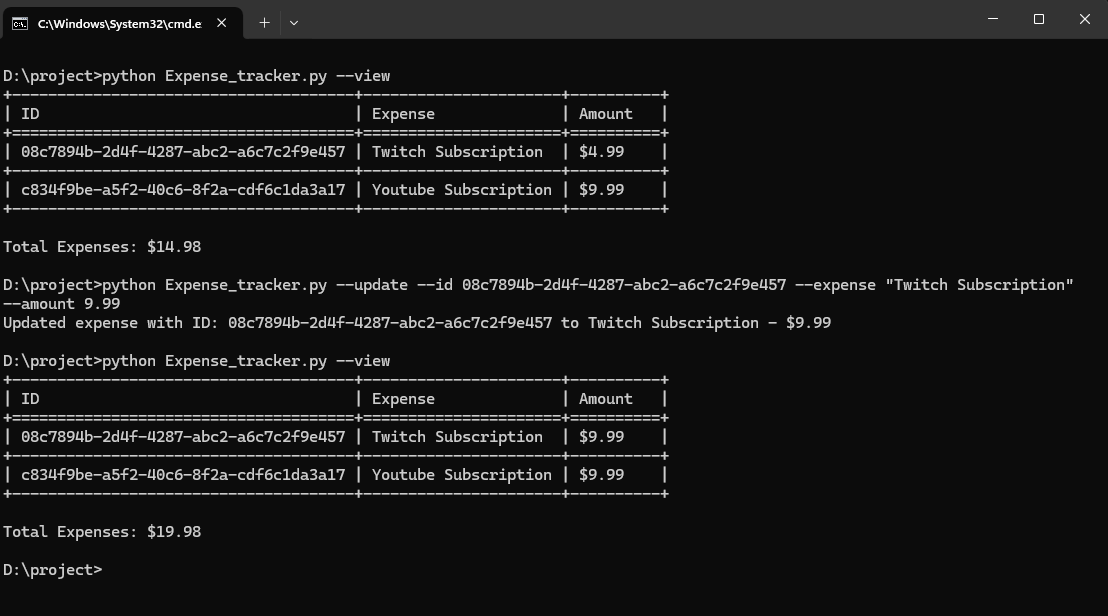 C:\Windows\System32\cmd.e
D:\project>python Expense_tracker.py --view
+--------------------------------------+----------------------+----------+
| ID                                   | Expense              | Amount   |
+======================================+======================+==========+
| 08c7894b-2d4f-4287-abc2-a6c7c2f9e457 | Twitch Subscription  | $4.99    |
+--------------------------------------+----------------------+----------+
| c834f9be-a5f2-40c6-8f2a-cdf6c1da3a17 | Youtube Subscription | $9.99    |
+--------------------------------------+----------------------+----------+
Total Expenses: $14.98
D:\project>python Expense_tracker.py --update --id 08c7894b-2d4f-4287-abc2-a6c7c2f9e457 --expense "Twitch Subscription"
--amount 9.99
Updated expense with ID: 08c7894b-2d4f-4287-abc2-a6c7c2f9e457 to Twitch Subscription - $9.99
D:\project>python Expense_tracker.py --view
+--------------------------------------+----------------------+----------+
| ID                                   | Expense              | Amount   |
+======================================+======================+==========+
| 08c7894b-2d4f-4287-abc2-a6c7c2f9e457 | Twitch Subscription  | $9.99    |
+--------------------------------------+----------------------+----------+
| c834f9be-a5f2-40c6-8f2a-cdf6c1da3a17 | Youtube Subscription | $9.99    |
+--------------------------------------+----------------------+----------+
Total Expenses: $19.98
D:\project>